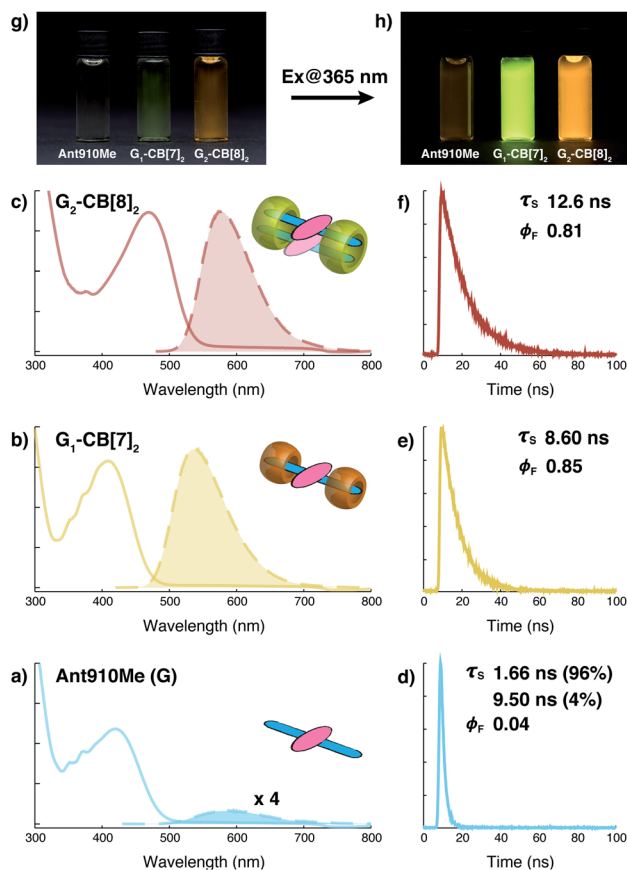 g)
Ant910Me
G₁-CB[7]₂
G₂-CB[8]₂
Ex@365 nm
h)
Ant910Me
G₁-CB[7]₂
G₂-CB[8]₂
c)
G₂-CB[8]₂
300 400 500 600 700 800
Wavelength (nm)
f)
τS 12.6 ns
ϕF 0.81
0 20 40 60 80 100
Time (ns)
b)
G₁-CB[7]₂
300 400 500 600 700 800
Wavelength (nm)
e)
τS 8.60 ns
ϕF 0.85
0 20 40 60 80 100
Time (ns)
a)
Ant910Me (G)
x 4
300 400 500 600 700 800
Wavelength (nm)
d)
τS 1.66 ns (96%)
9.50 ns (4%)
ϕF 0.04
0 20 40 60 80 100
Time (ns)